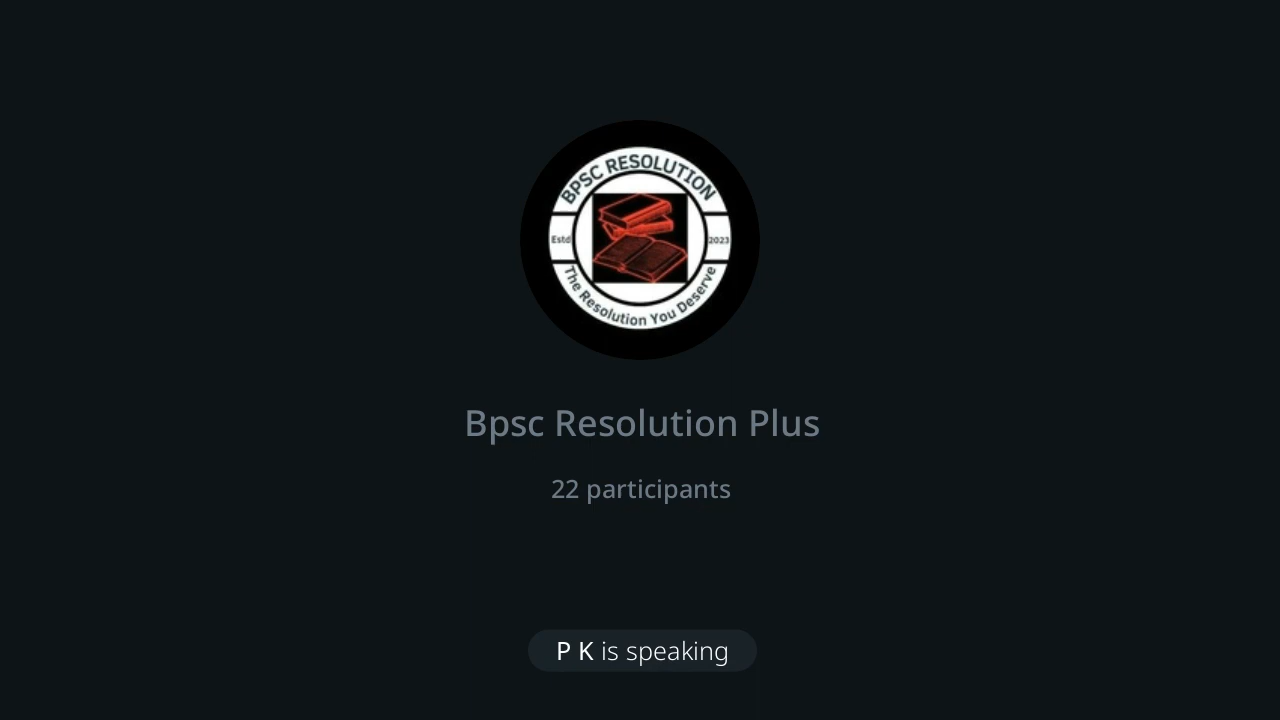 BPSC RESOLUTION
Estd 2023
The Resolution You Deserve
Bpsc Resolution Plus
22 participants
P K is speaking